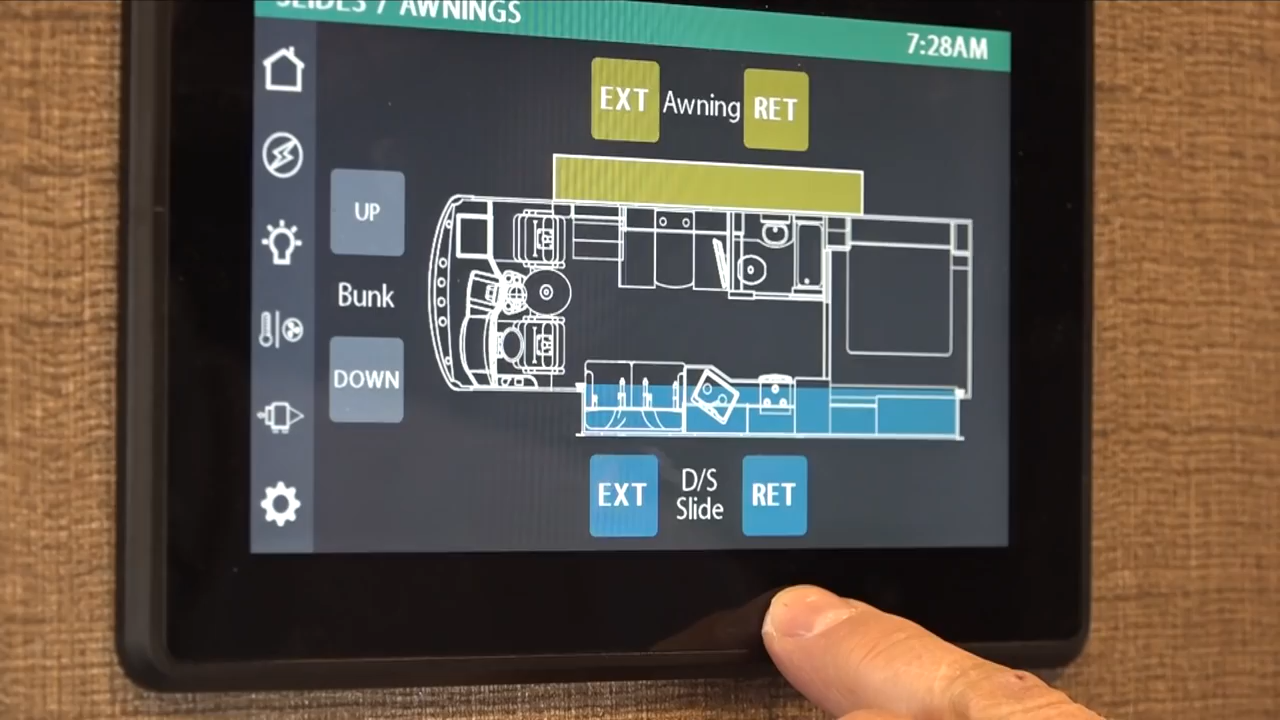 SLIDES / AWNINGS
7:28AM
EXT Awning RET
UP
Bunk
DOWN
EXT D/S Slide RET